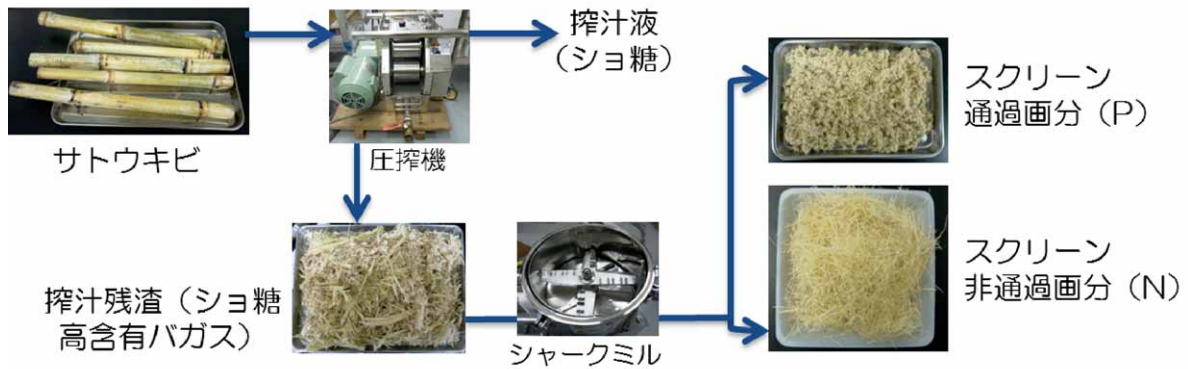 サトウキビ
圧搾機
搾汁液
（ショ糖）
搾汁残渣（ショ糖
高含有バガス）
シャークミル
スクリーン
通過画分（P）
スクリーン
非通過画分（N）